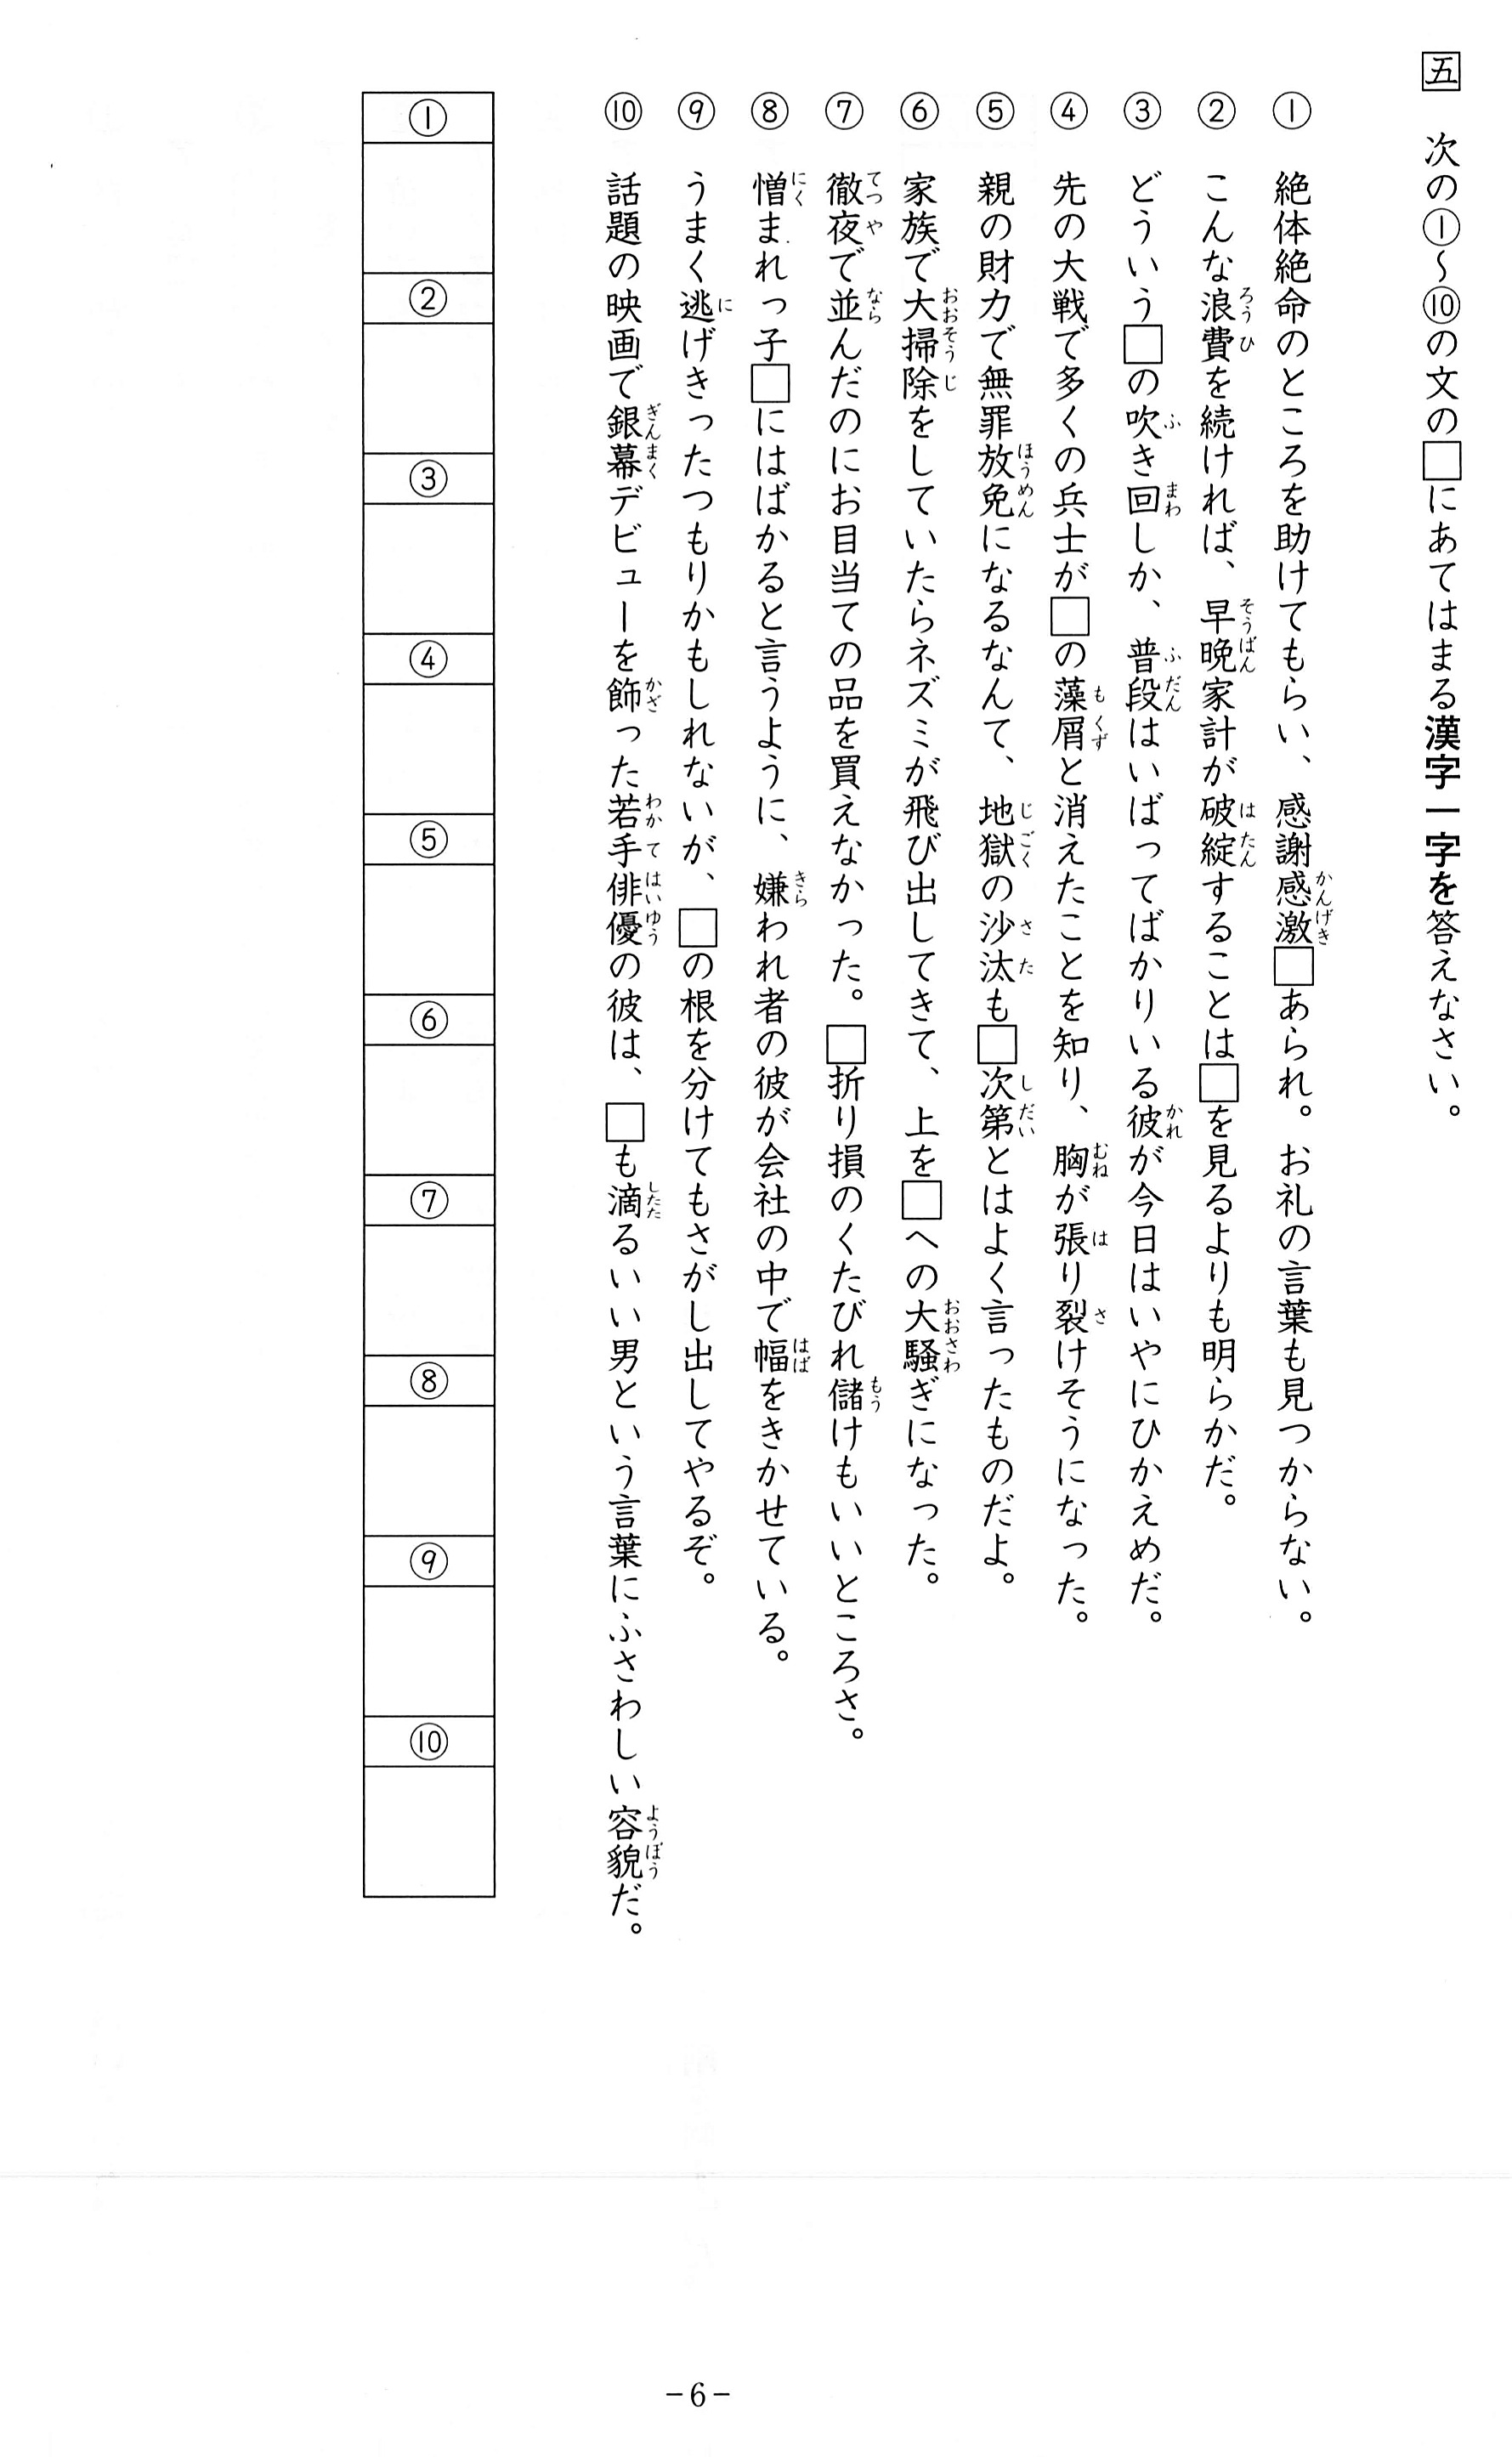 五 次の①～⑩の文の□にあてはまる漢字一字を答えなさい。
① 絶体絶命のところを助けてもらい、感謝感激□あられ。お礼の言葉も見つからない。
② こんな浪費を続ければ、早晩家計が破綻することは□を見るよりも明らかだ。
③ どういう□の吹き回しか、普段はいばってばかりいる彼が今日はいやにひかえめだ。
④ 先の大戦で多くの兵士が□の藻屑と消えたことを知り、胸が張り裂けそうになった。
⑤ 親の財力で無罪放免になるなんて、地獄の沙汰も□次第とはよく言ったものだよ。
⑥ 家族で大掃除をしていたらネズミが飛び出してきて、上を□への大騒ぎになった。
⑦ 徹夜で並んだのにお目当ての品を買えなかった。□折り損のくたびれ儲けもいいところさ。
⑧ 憎まれっ子□にはばかると言うように、嫌われ者の彼が会社の中で幅をきかせている。
⑨ うまく逃げきったつもりかもしれないが、□の根を分けてもさがし出してやるぞ。
⑩ 話題の映画で銀幕デビューを飾った若手俳優の彼は、□も滴るいい男という言葉にふさわしい容貌だ。
①
②
③
④
⑤
⑥
⑦
⑧
⑨
⑩
-6-